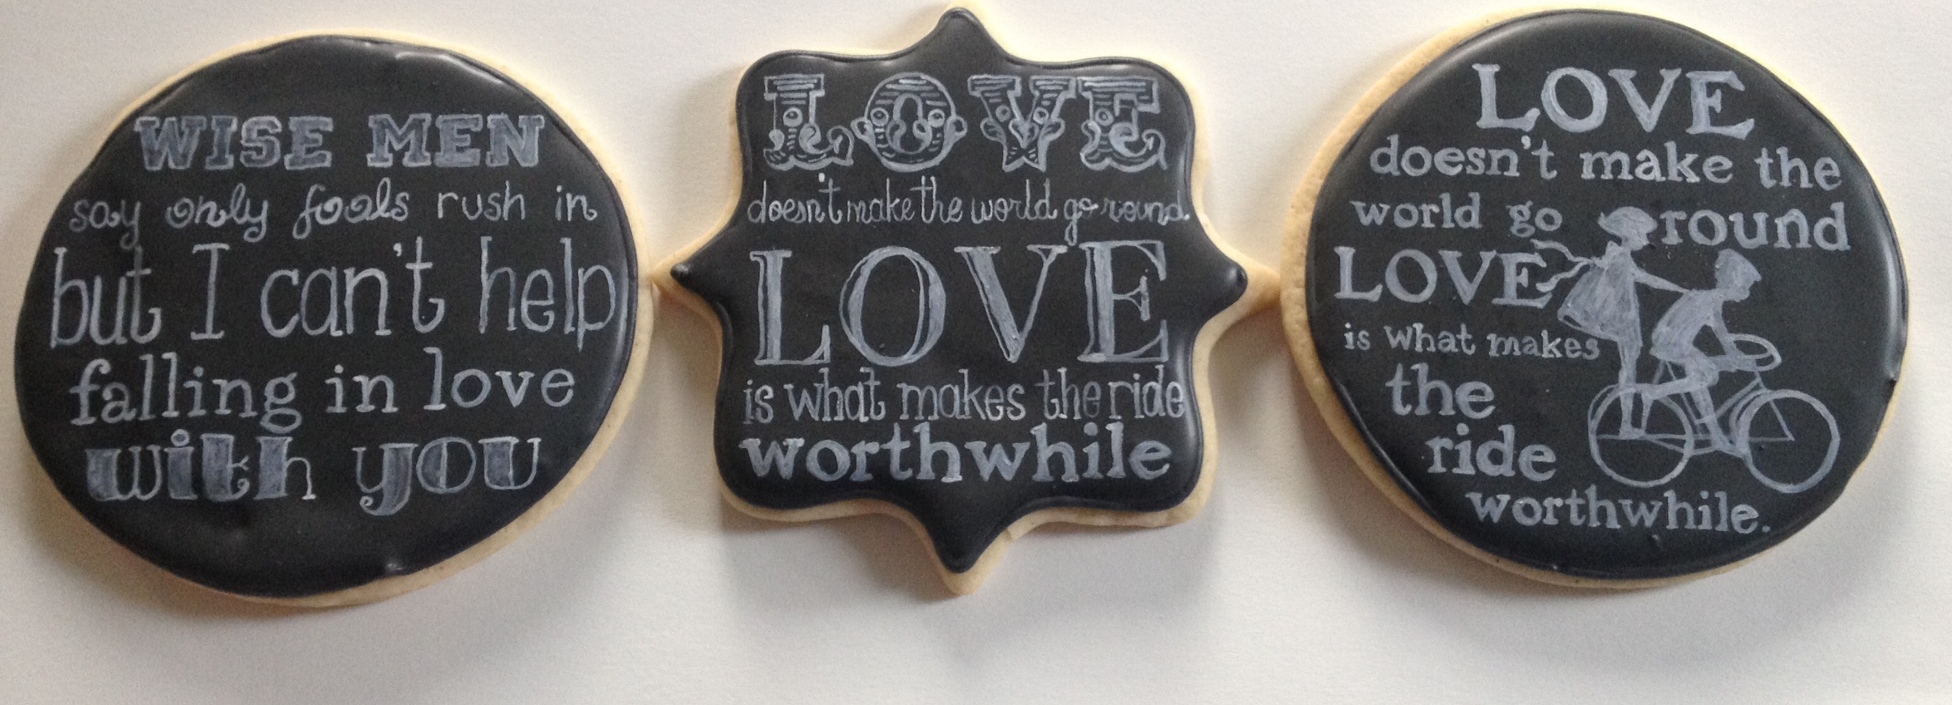 WISE MEN
say only fools rush in
but I can't help
falling in love
with you
LOVE
doesn't make the world go round
LOVE
is what makes the ride
worthwhile
LOVE
doesn't make the
world go round
LOVE
is what makes
the
ride
worthwhile.